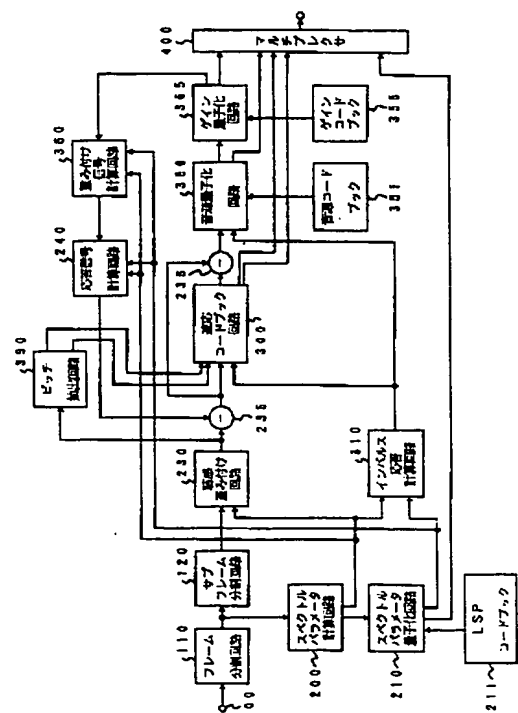 400
マルチプレクサ
365
ゲイン
量子化
回路
ゲイン
コード
ブック
355
360
重み付け
信号
計算回路
音源量子化
回路
音源コード
ブック
351
240
応答信号
計算回路
235
適応
コードブック
回路
300
390
ピッチ
抽出回路
235
230
聴感
重み付け
回路
310
インパルス
応答
計算回路
120
サブ
フレーム
分割回路
110
フレーム
分割回路
スペクトル
パラメータ
計算回路
200
スペクトル
パラメータ
量子化回路
210
LSP
コードブック
211